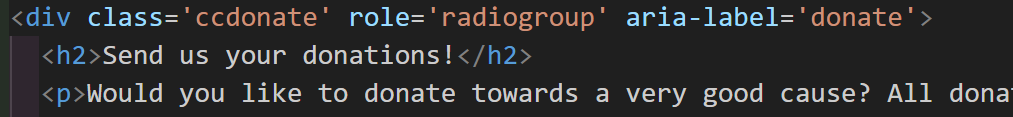 <div class='ccdonate' role='radiogroup' aria-label='donate'>
<h2>Send us your donations!</h2>
<p>Would you like to donate towards a very good cause? All dona